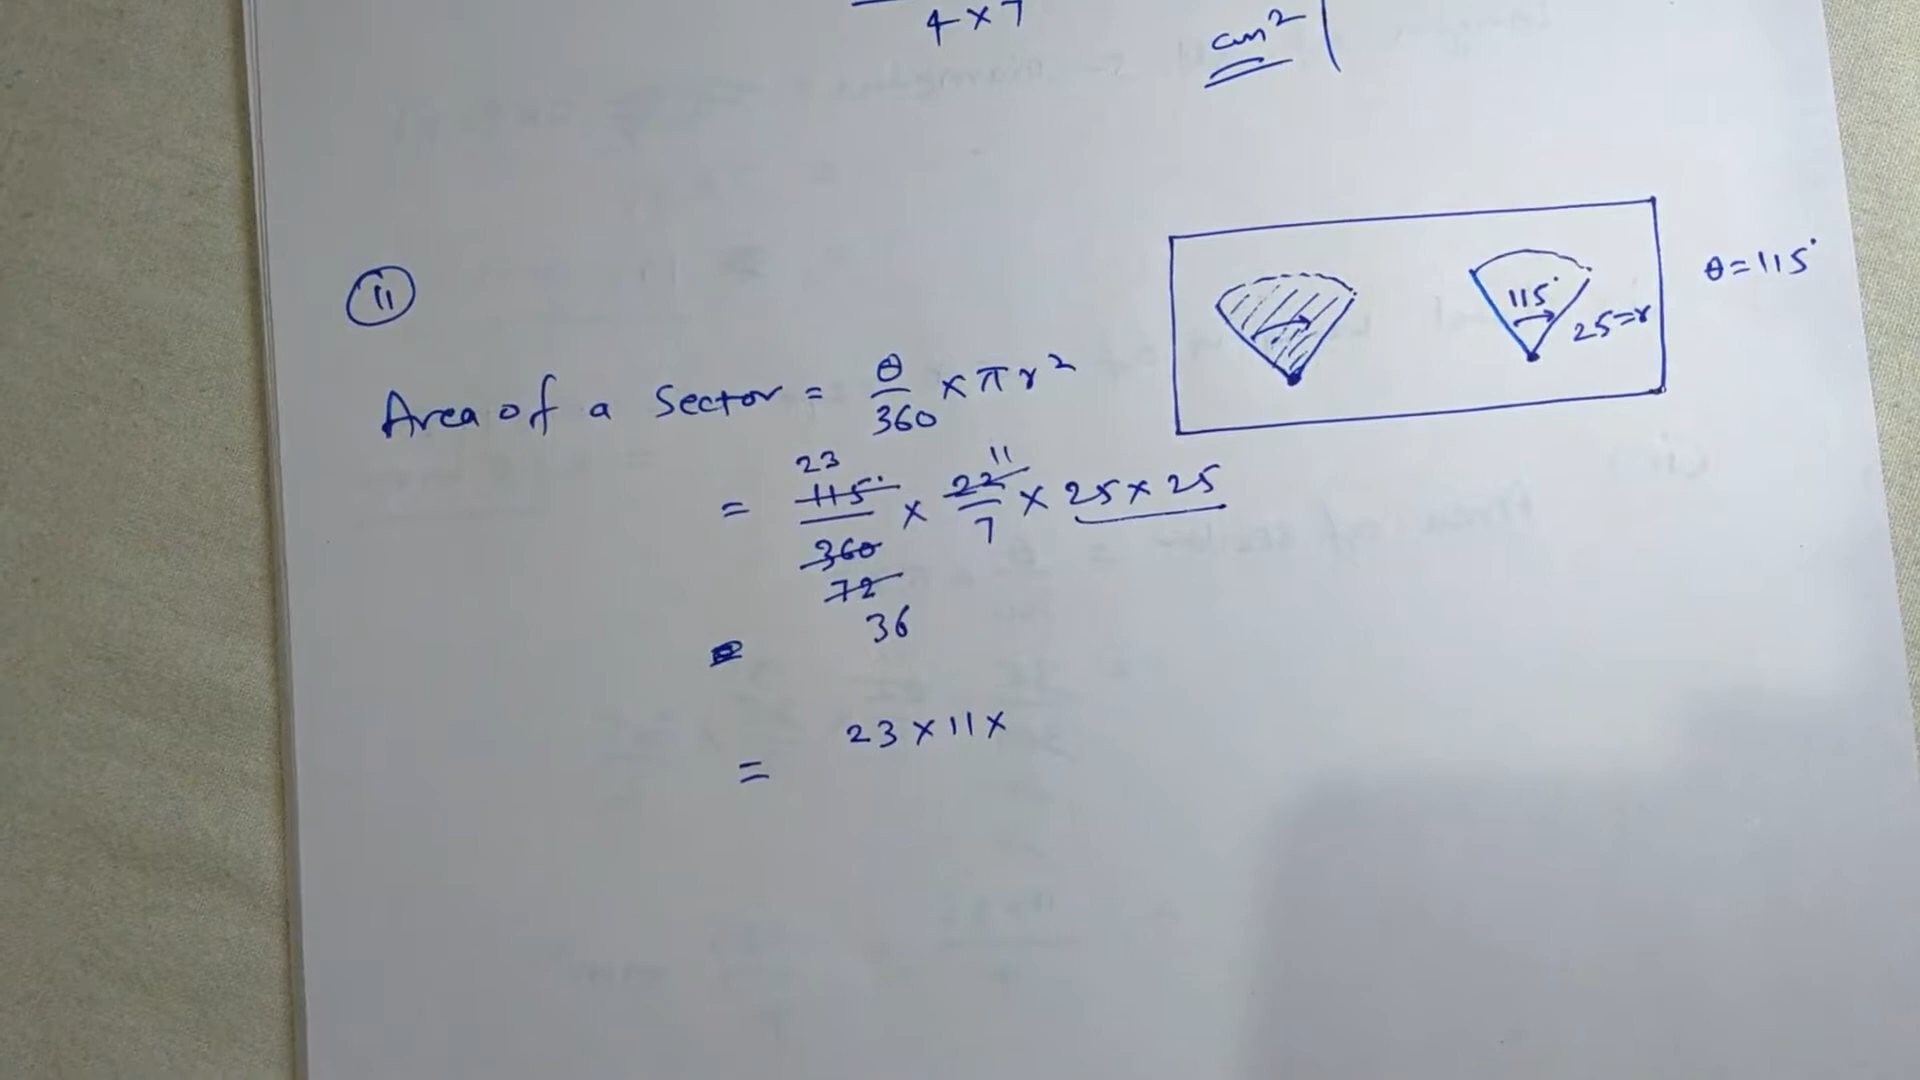 4 × 7
cm²
11
115°
25=r
θ=115°
Area of a Sector = θ/360 × πr²
= 23 115°/360 72 36 × 22 11/7 × 25 × 25
= 23 × 11 ×